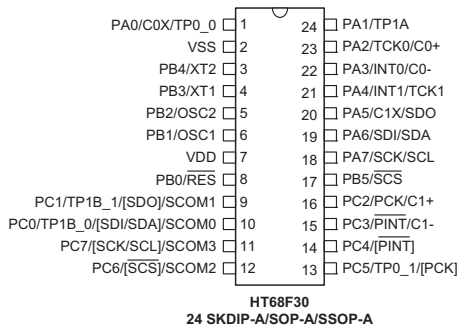 PA0/C0X/TP0_0 1 24 PA1/TP1A
VSS 2 23 PA2/TCK0/C0+
PB4/XT2 3 22 PA3/INT0/C0-
PB3/XT1 4 21 PA4/INT1/TCK1
PB2/OSC2 5 20 PA5/C1X/SDO
PB1/OSC1 6 19 PA6/SDI/SDA
VDD 7 18 PA7/SCK/SCL
PB0/RES 8 17 PB5/SCS
PC1/TP1B_1/[SDO]/SCOM1 9 16 PC2/PCK/C1+
PC0/TP1B_0/[SDI/SDA]/SCOM0 10 15 PC3/PINT/C1-
PC7/[SCK/SCL]/SCOM3 11 14 PC4/[PINT]
PC6/[SCS]/SCOM2 12 13 PC5/TP0_1/[PCK]
HT68F30
24 SKDIP-A/SOP-A/SSOP-A